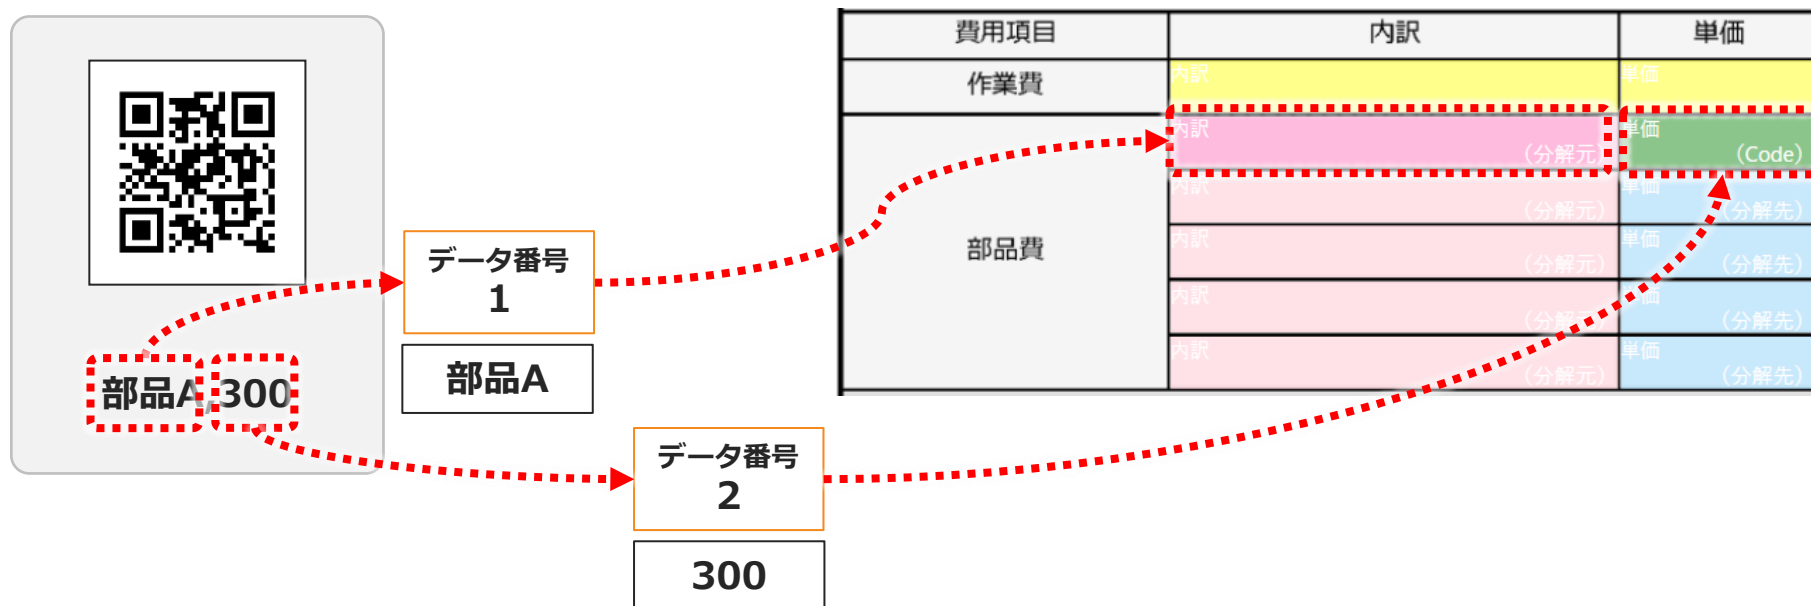 部品A,300
データ番号
1
部品A
データ番号
2
300
費用項目 内訳 単価
作業費 内訳 単価
部品費
内訳 (分解元) 単価 (Code)
内訳 (分解元) 単価 (分解先)
内訳 (分解元) 単価 (分解先)
内訳 (分解元) 単価 (分解先)
内訳 (分解元) 単価 (分解先)